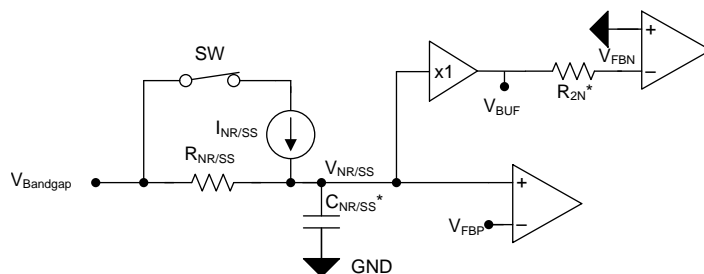 SW
I_NR/SS
R_NR/SS
V_Bandgap
V_NR/SS
C_NR/SS*
GND
x1
V_BUF
R_2N*
V_FBN
+
−
V_FBP
+
−